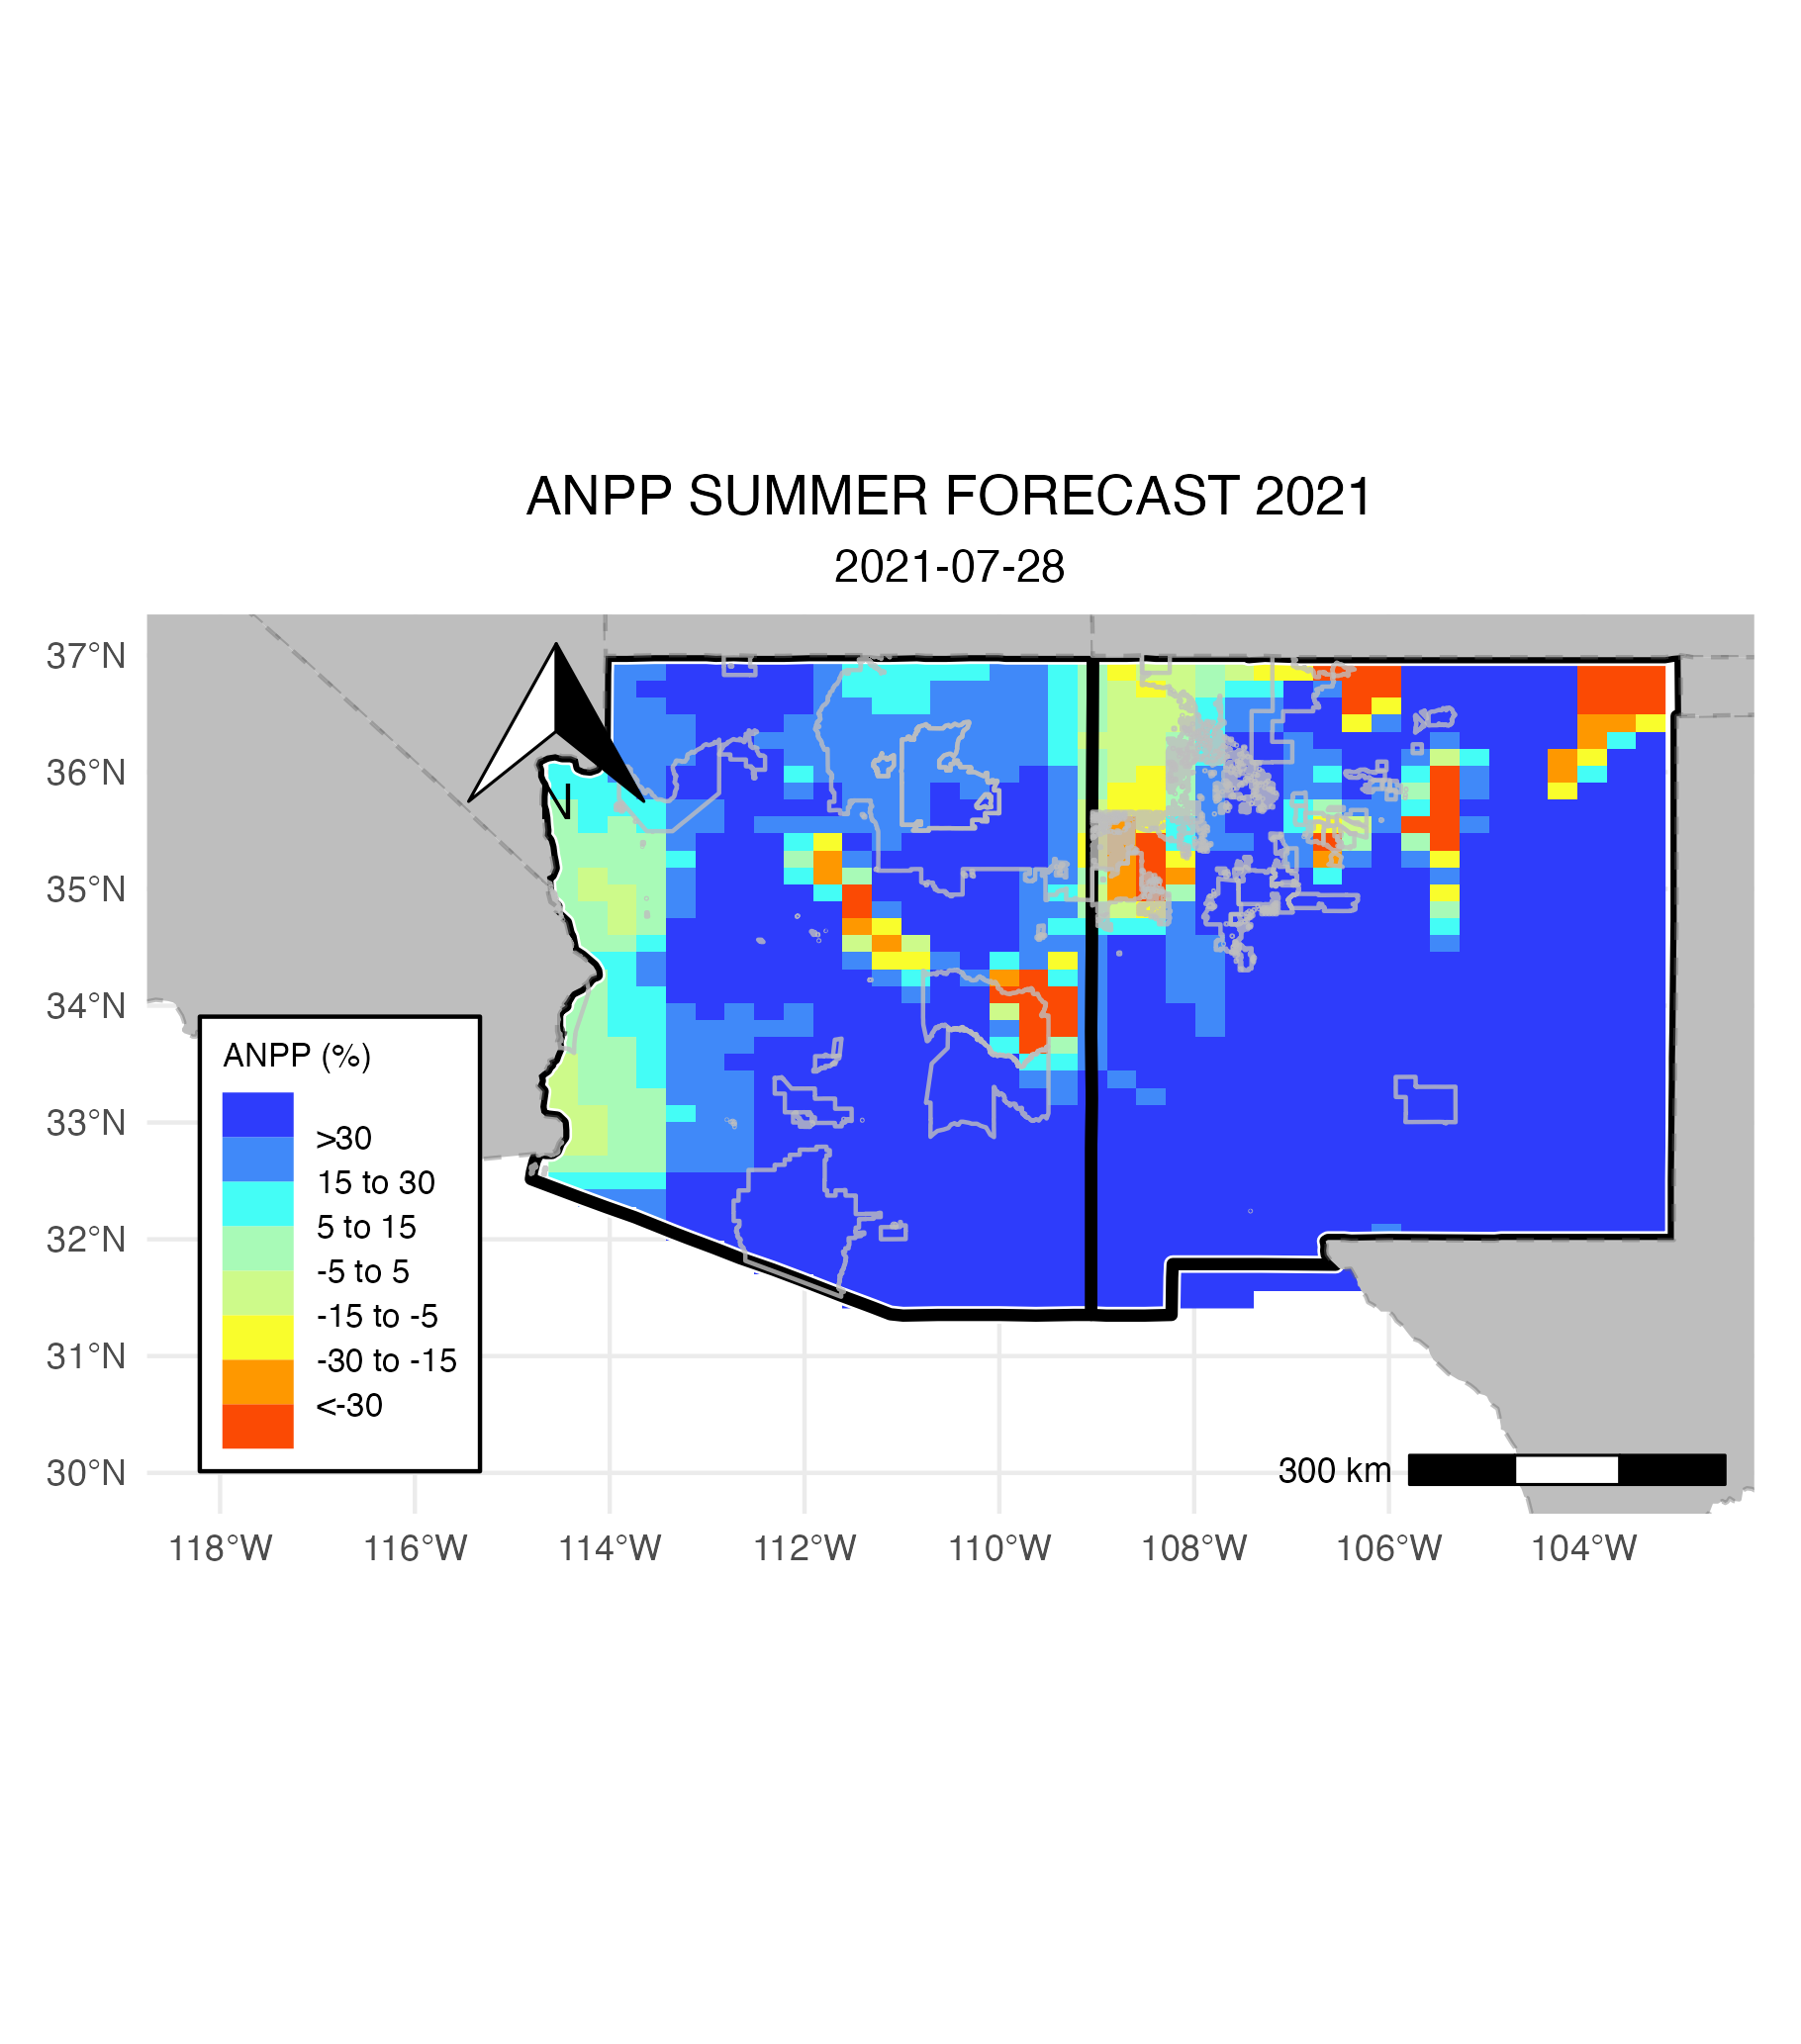 ANPP SUMMER FORECAST 2021
2021-07-28
37°N
36°N
35°N
34°N
33°N
32°N
31°N
30°N
N
ANPP (%)
>30
15 to 30
5 to 15
-5 to 5
-15 to -5
-30 to -15
<-30
300 km
118°W 116°W 114°W 112°W 110°W 108°W 106°W 104°W